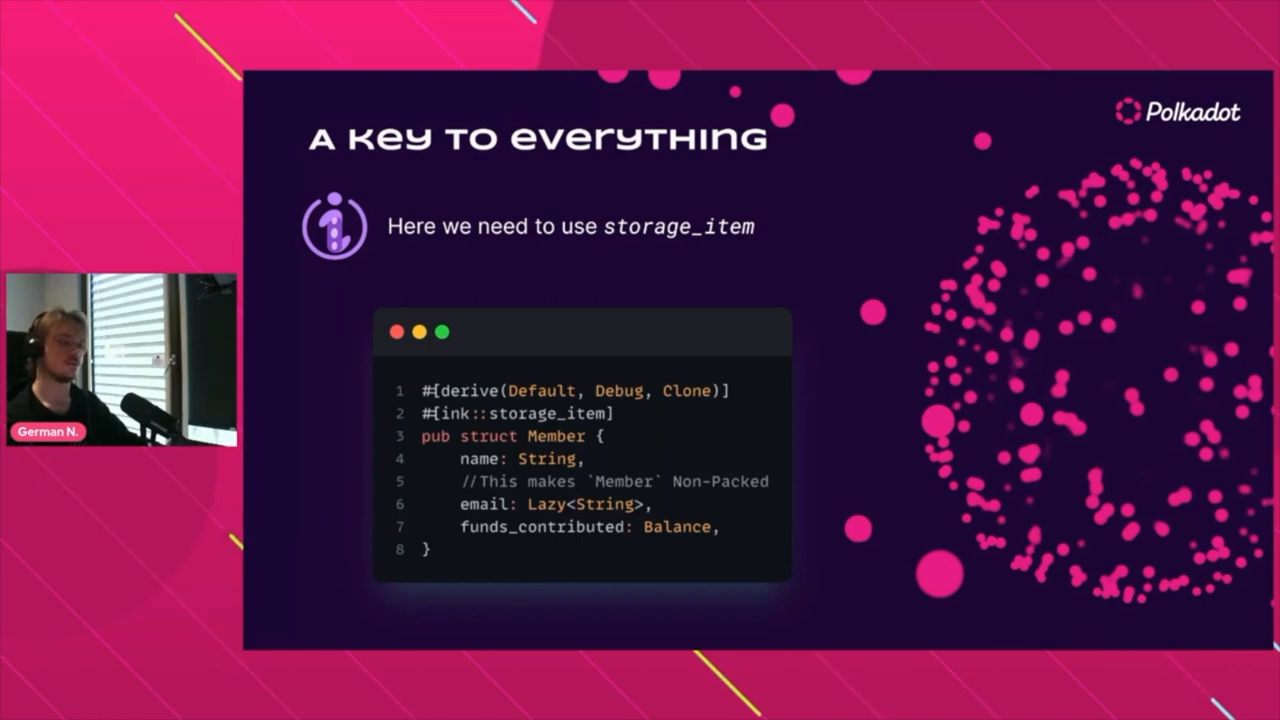 Polkadot
A Key to everything
Here we need to use storage_item
1 #[derive(Default, Debug, Clone)]
2 #[ink::storage_item]
3 pub struct Member {
4 name: String,
5 //This makes `Member` Non-Packed
6 email: Lazy<String>,
7 funds_contributed: Balance,
8 }
German N.